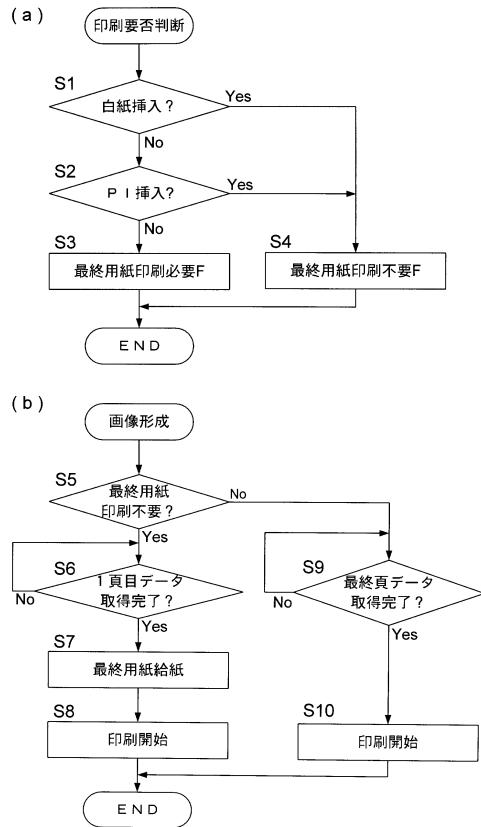 (a)
印刷要否判断
S1
白紙挿入？
Yes
No
S2
ＰＩ挿入?
Yes
No
S3
最終用紙印刷必要F
S4
最終用紙印刷不要F
ＥＮＤ
(b)
画像形成
S5
最終用紙
印刷不要？
No
Yes
S6
１頁目データ
取得完了？
No
Yes
S9
最終頁データ
取得完了？
No
Yes
S7
最終用紙給紙
S8
印刷開始
S10
印刷開始
ＥＮＤ